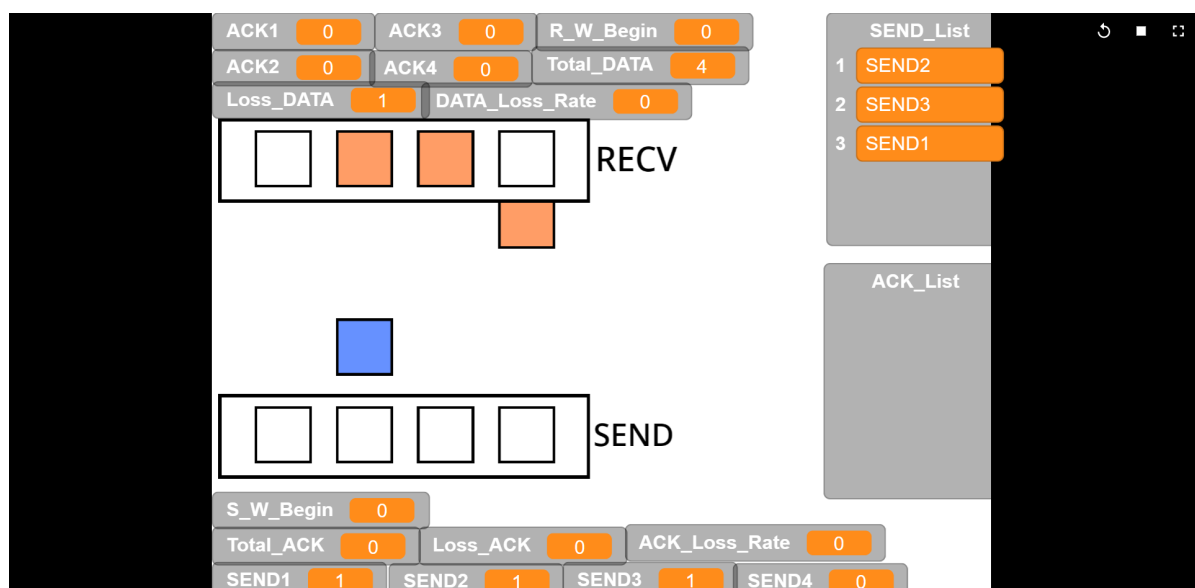 ACK1 0 ACK3 0 R_W_Begin 0
ACK2 0 ACK4 0 Total_DATA 4
Loss_DATA 1 DATA_Loss_Rate 0
RECV
SEND_List
1 SEND2
2 SEND3
3 SEND1
ACK_List
SEND
S_W_Begin 0
Total_ACK 0 Loss_ACK 0 ACK_Loss_Rate 0
SEND1 1 SEND2 1 SEND3 1 SEND4 0